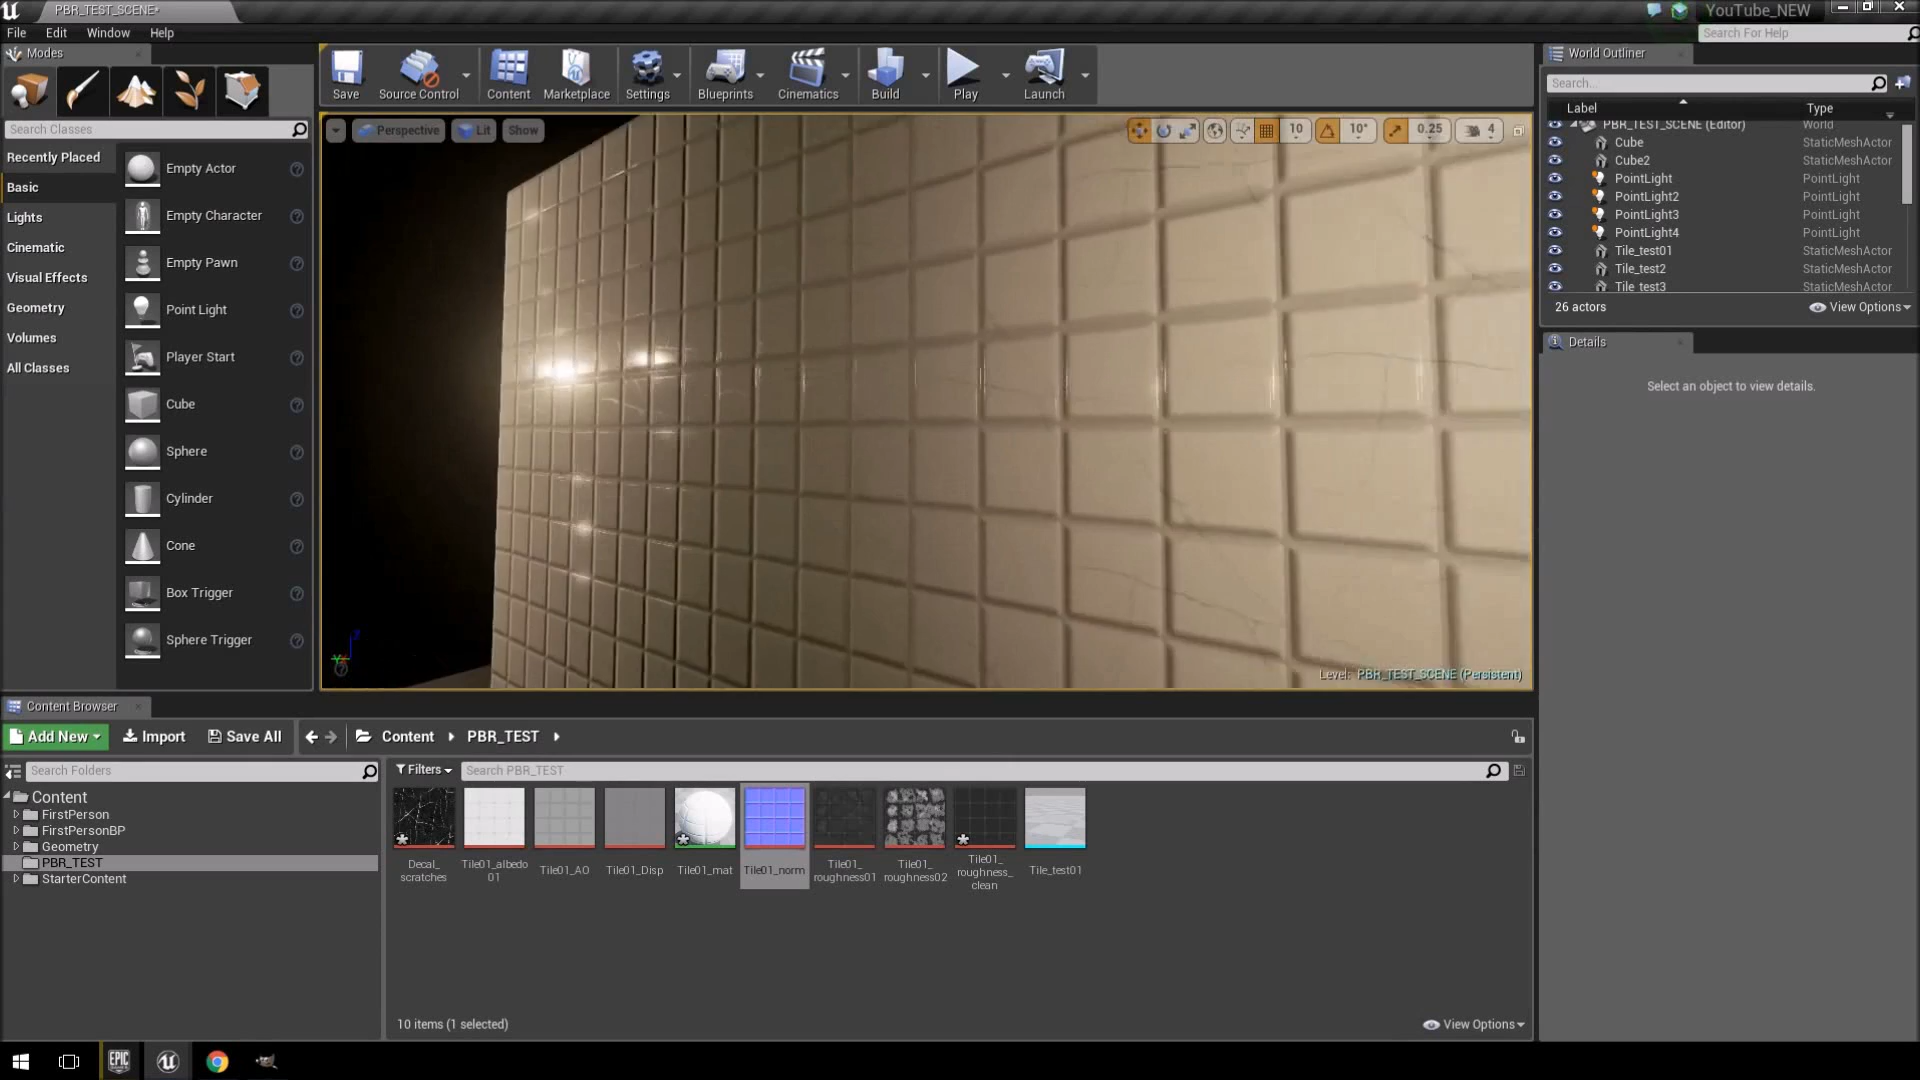 PBR_TEST_SCENE*
YouTube_NEW
File Edit Window Help
Search For Help
Modes
Search Classes
Recently Placed
Basic
Lights
Cinematic
Visual Effects
Geometry
Volumes
All Classes
Empty Actor
Empty Character
Empty Pawn
Point Light
Player Start
Cube
Sphere
Cylinder
Cone
Box Trigger
Sphere Trigger
Save
Source Control
Content
Marketplace
Settings
Blueprints
Cinematics
Build
Play
Launch
Perspective Lit Show
10 10° 0.25 4
Level: PBR_TEST_SCENE (Persistent)
World Outliner
Search...
Label Type
PBR_TEST_SCENE (Editor) World
Cube StaticMeshActor
Cube2 StaticMeshActor
PointLight PointLight
PointLight2 PointLight
PointLight3 PointLight
PointLight4 PointLight
Tile_test01 StaticMeshActor
Tile_test2 StaticMeshActor
Tile_test3 StaticMeshActor
26 actors View Options
Details
Select an object to view details.
Content Browser
Add New Import Save All Content PBR_TEST
Search Folders
Content
FirstPerson
FirstPersonBP
Geometry
PBR_TEST
StarterContent
Filters Search PBR_TEST
Decal_
scratches
Tile01_albedo
01
Tile01_AO
Tile01_Disp
Tile01_mat
Tile01_norm
Tile01_
roughness01
Tile01_
roughness02
Tile01_
roughness_
clean
Tile_test01
10 items (1 selected) View Options
EPIC